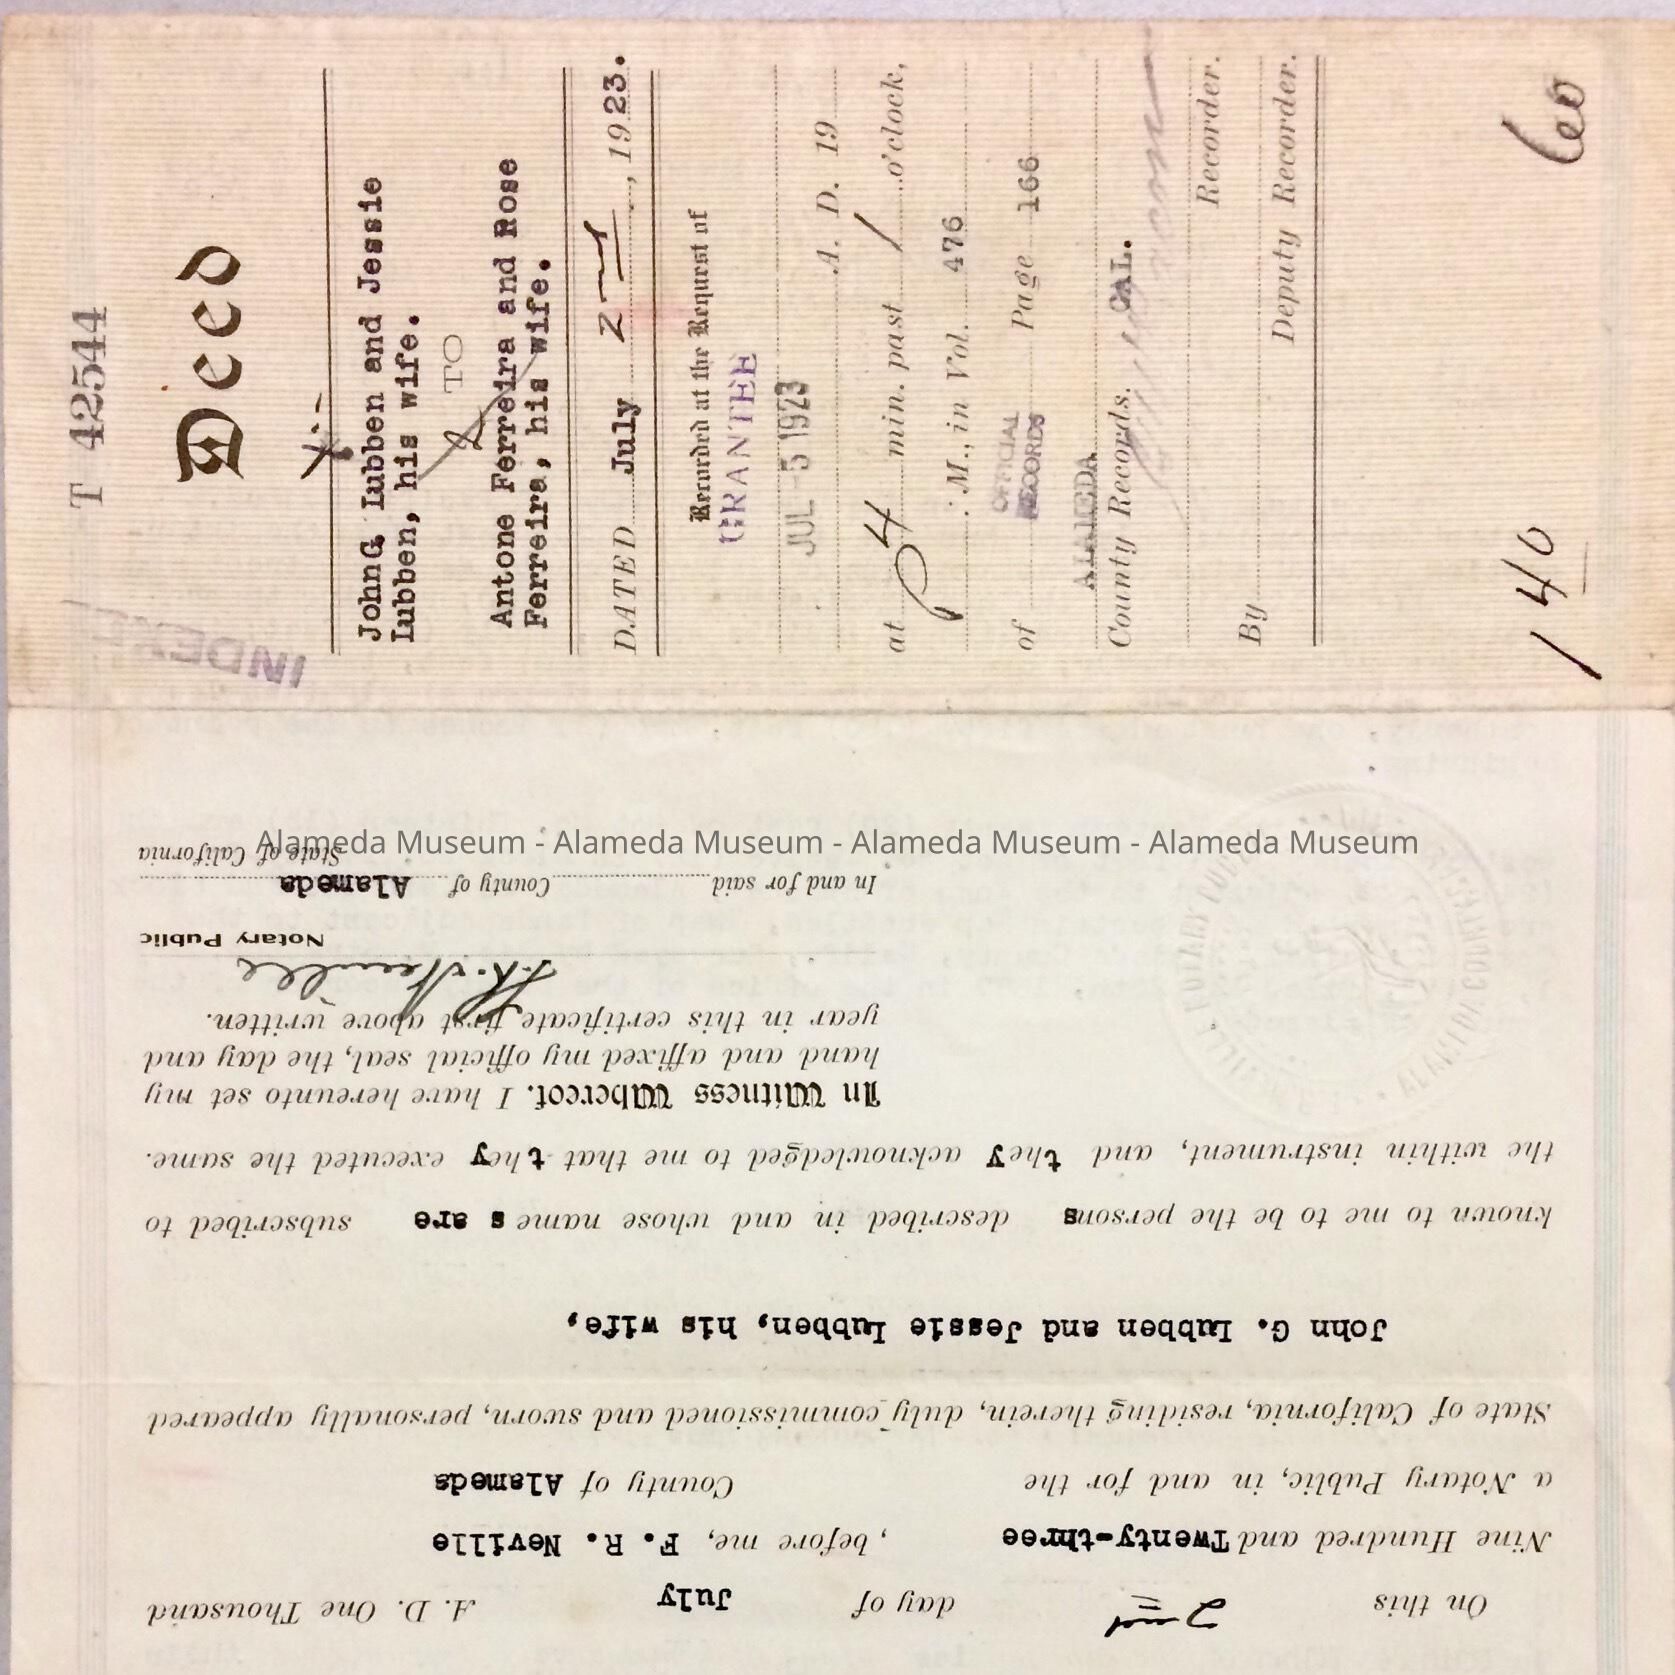 T 42544
Deed
John G. Lubben and Jessie
Lubben, his wife.
TO
Antone Ferreira and Rose
Ferreira, his wife.
DATED July 2nd, 1923.
Recorded at the Request of
GRANTEE
JUL -5 1923
A. D. 19
at 4 min. past 1 o'clock,
P. M., in Vol. 476
OFFICIAL
RECORDS
of Page 166
ALAMEDA
County Records. CAL.
Recorder.
By
Deputy Recorder.
1 40
On this 2nd day of July A. D. One Thousand
Nine Hundred and Twenty-three, before me, F. R. Neville
a Notary Public, in and for the County of Alameda
State of California, residing therein, duly commissioned and sworn, personally appeared
John G. Lubben and Jessie Lubben, his wife,
known to me to be the persons described in and whose name s are subscribed to
the within instrument, and they acknowledged to me that they executed the same.
In Witness Whereof, I have hereunto set my
hand and affixed my official seal, the day and
year in this certificate first above written.
F.R. Neville
Notary Public
In and for said County of Alameda
State of California
Alameda Museum - Alameda Museum - Alameda Museum - Alameda Museum